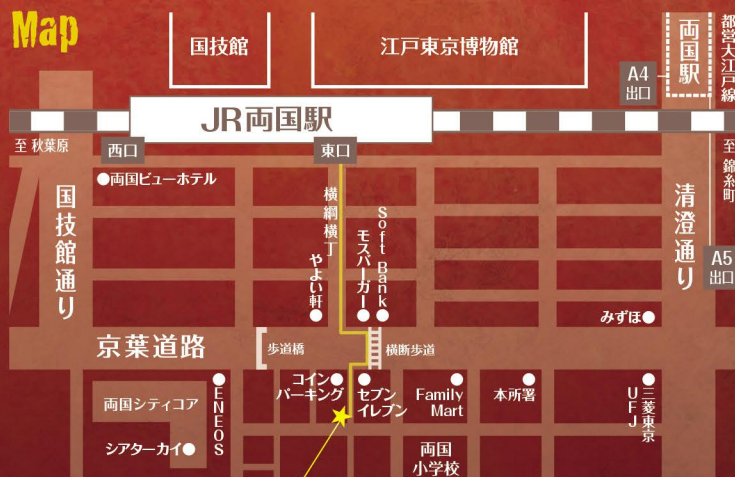 Map
国技館
江戸東京博物館
両国駅
都営大江戸線
A4
出口
JR両国駅
至 秋葉原
西口
東口
至 錦糸町
両国ビューホテル
国技館通り
横綱横丁
やよい軒
モスバーガー
Soft Bank
清澄通り
A5
出口
みずほ
京葉道路
歩道橋
横断歩道
両国シティコア
シアターカイ
ENEOS
コイン
パーキング
セブン
イレブン
Family
Mart
本所署
三菱東京
UFJ
両国
小学校